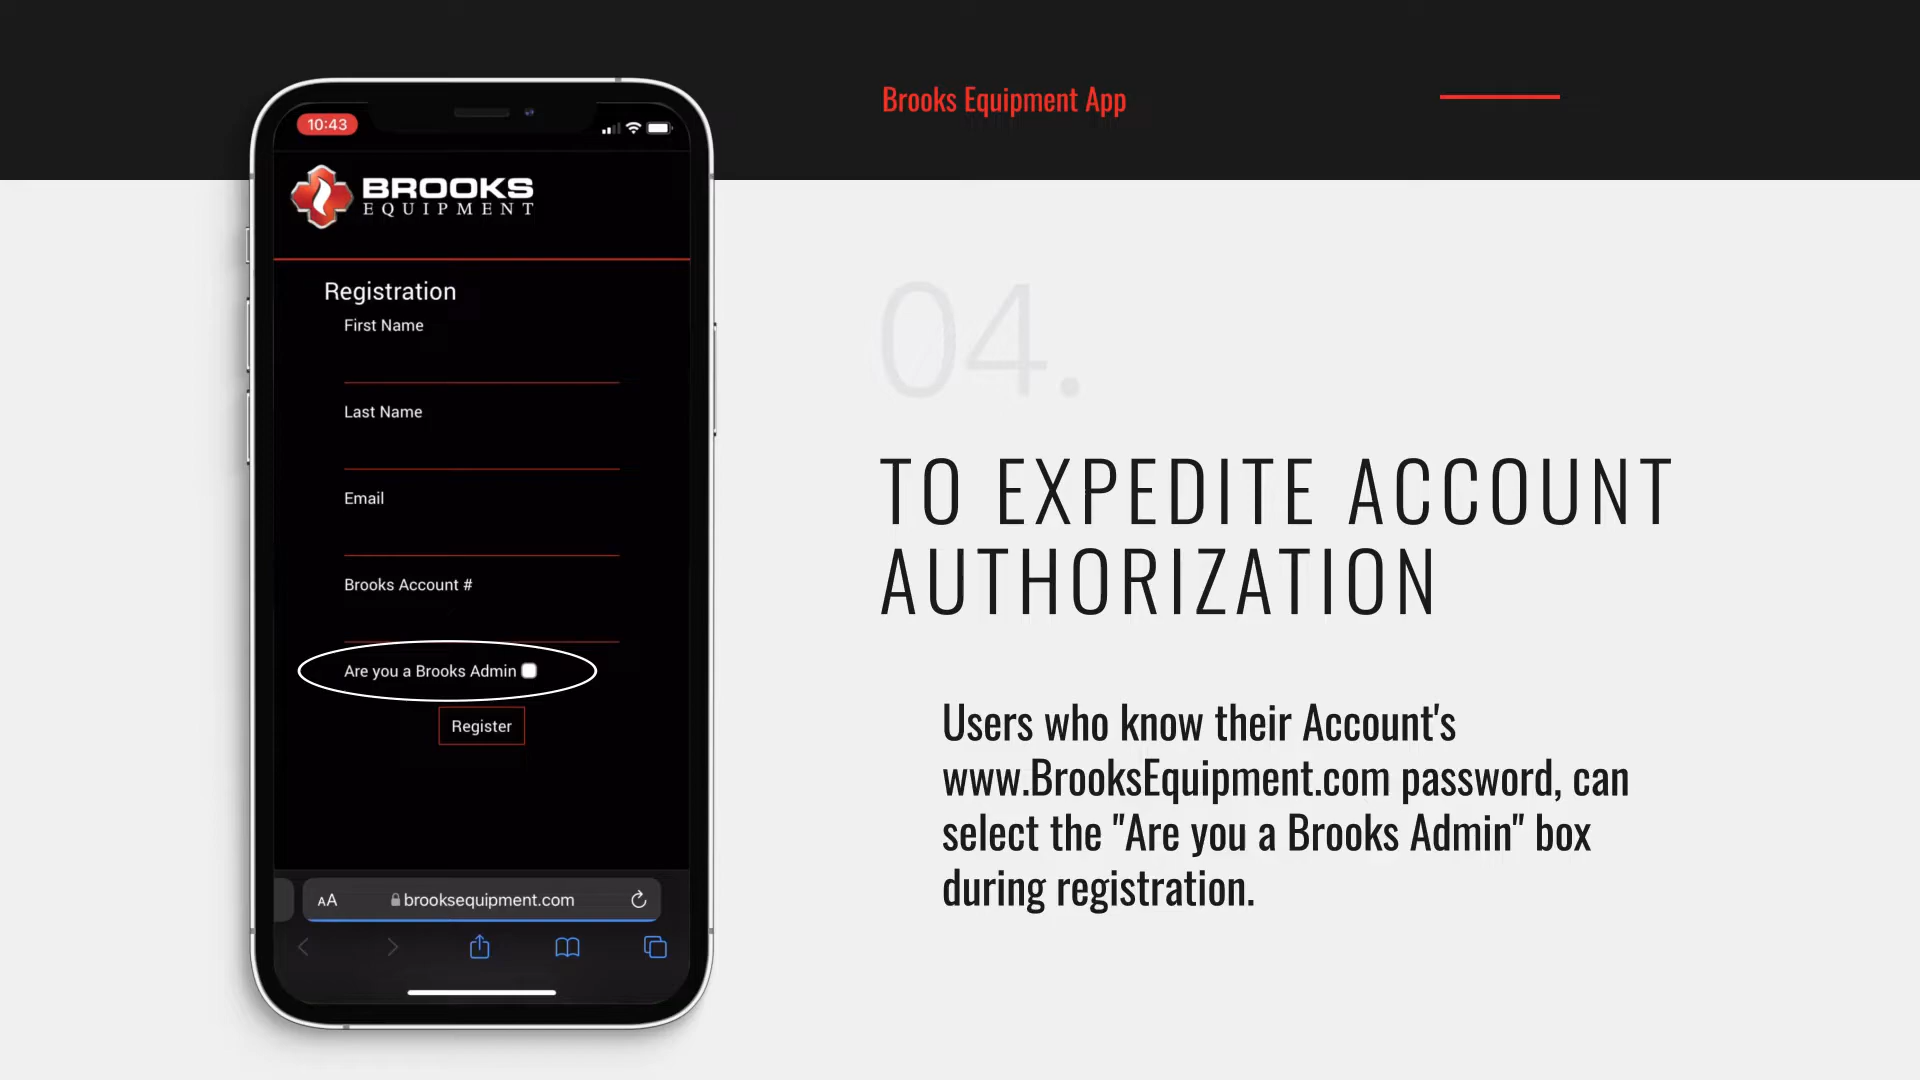 Brooks Equipment App
10:43
BROOKS
EQUIPMENT
Registration
First Name
Last Name
Email
Brooks Account #
Are you a Brooks Admin
Register
AA
brooksequipment.com
04.
TO EXPEDITE ACCOUNT
AUTHORIZATION
Users who know their Account's
www.BrooksEquipment.com password, can
select the "Are you a Brooks Admin" box
during registration.